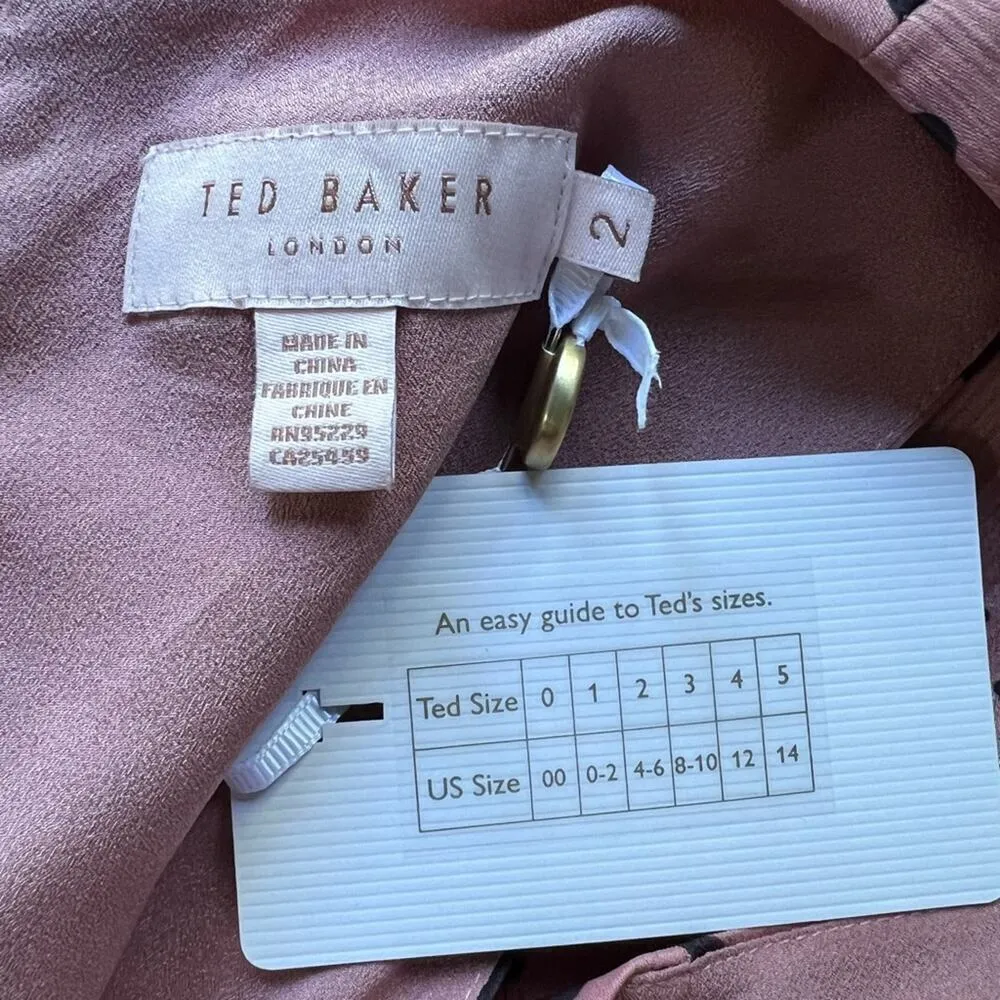 TED BAKER
LONDON
2
MADE IN
CHINA
FABRIQUE EN
CHINE
RN95229
CA25459
An easy guide to Ted's sizes.
Ted Size 0 1 2 3 4 5
US Size 00 0-2 4-6 8-10 12 14